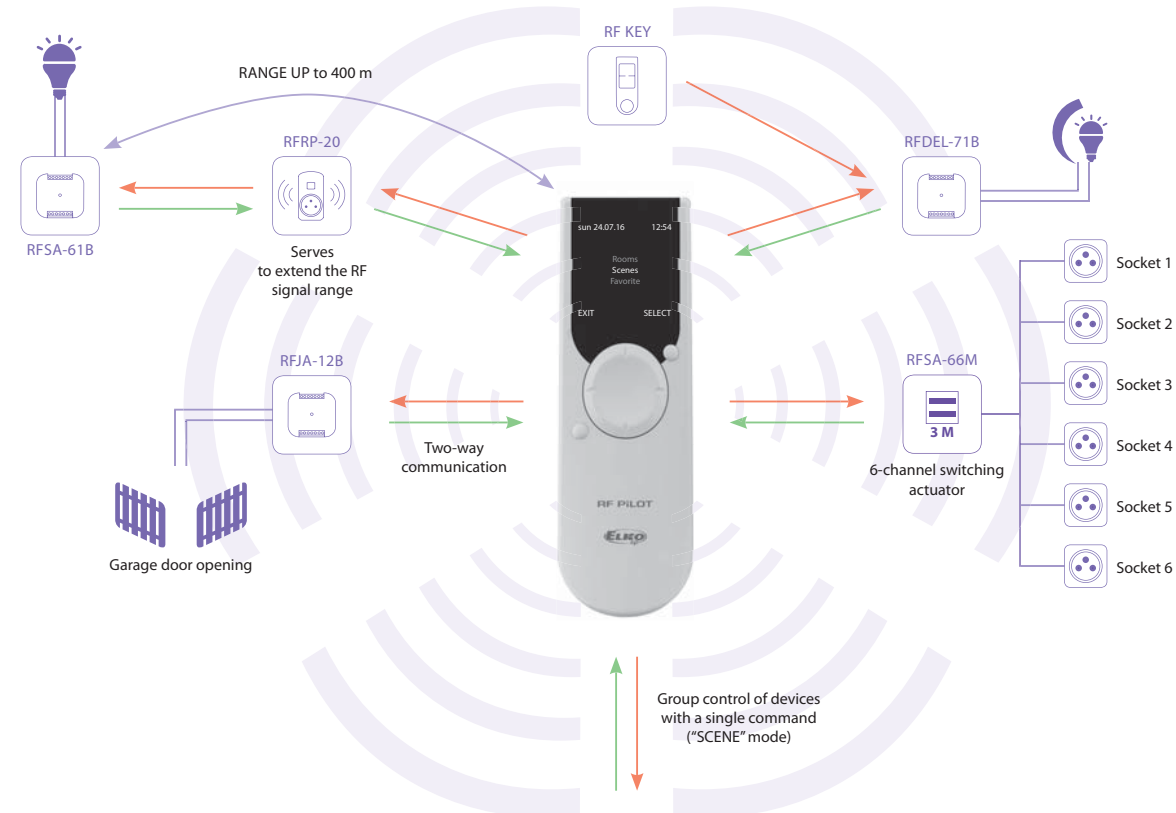 RF KEY
RANGE UP to 400 m
RFRP-20
RFDEL-71B
RFSA-61B
Serves
to extend the RF
signal range
sun 24.07.16 12:54
Rooms
Scenes
Favorite
EXIT SELECT
Socket 1
Socket 2
Socket 3
Socket 4
Socket 5
Socket 6
RFJA-12B
RFSA-66M
3 M
6-channel switching
actuator
Two-way
communication
Garage door opening
RF PILOT
ELKO
ep
Group control of devices
with a single command
("SCENE" mode)